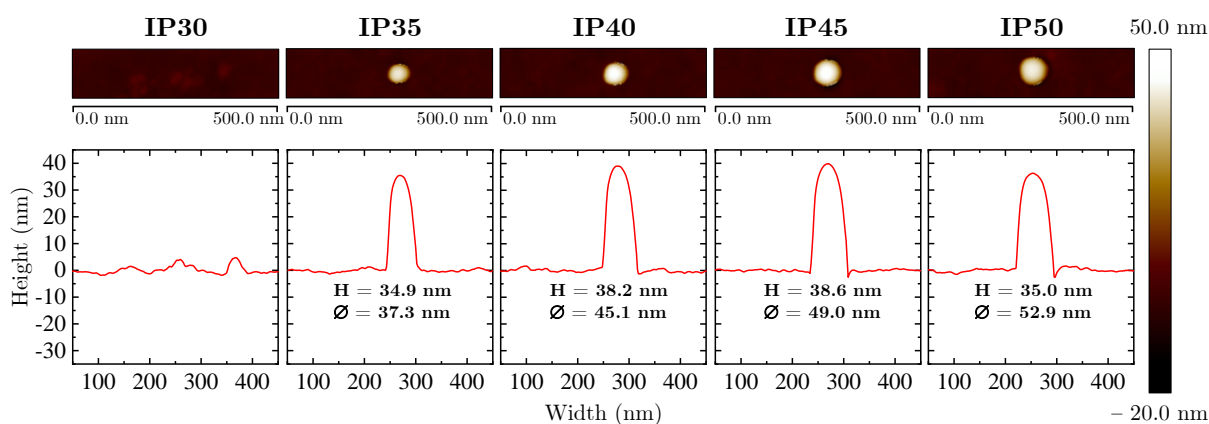 IP30 IP35 IP40 IP45 IP50 50.0 nm
0.0 nm 500.0 nm 0.0 nm 500.0 nm 0.0 nm 500.0 nm 0.0 nm 500.0 nm 0.0 nm 500.0 nm
Height (nm)
40
30
20
10
0
-10
-20
-30
H = 34.9 nm H = 38.2 nm H = 38.6 nm H = 35.0 nm
Ø = 37.3 nm Ø = 45.1 nm Ø = 49.0 nm Ø = 52.9 nm
100 200 300 400 100 200 300 400 100 200 300 400 100 200 300 400 100 200 300 400
Width (nm)
– 20.0 nm